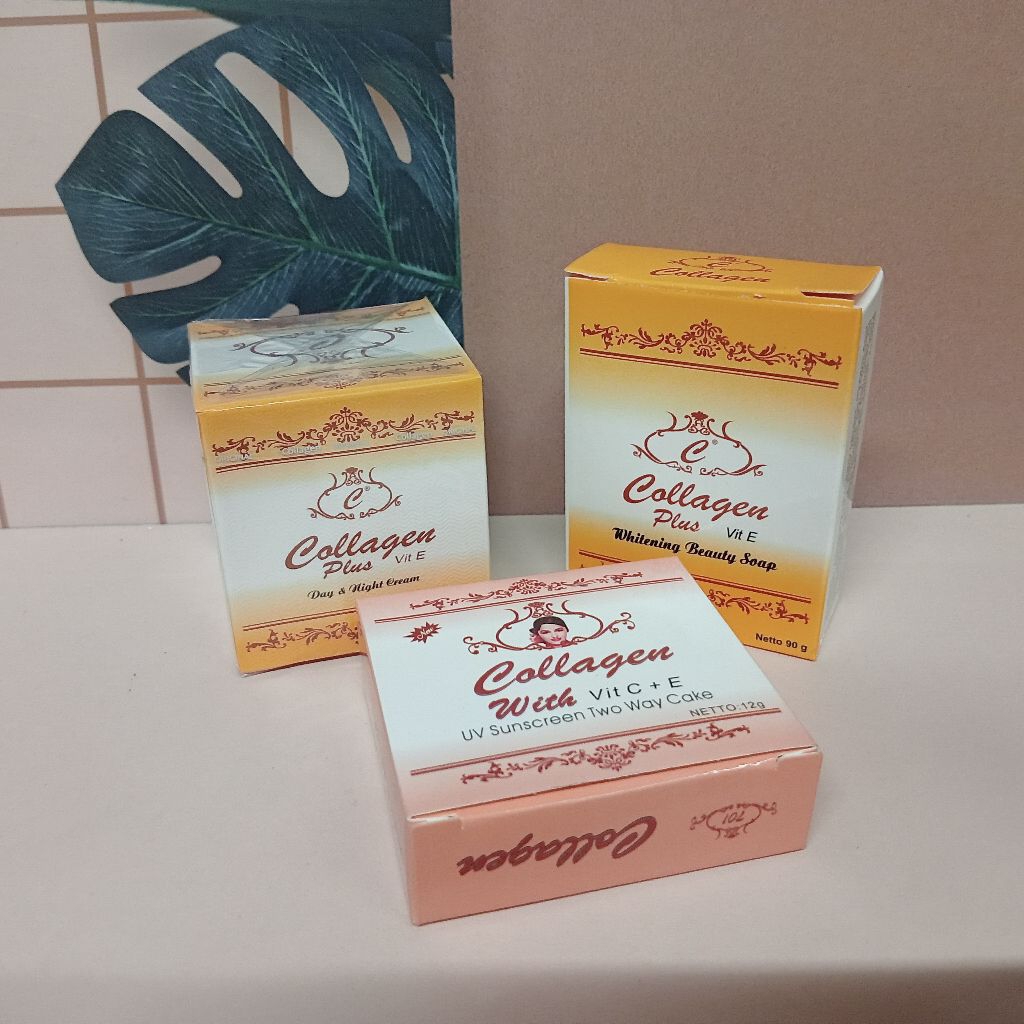 C®
Collagen
Plus Vit E
Day & Night Cream
C
Collagen
C®
Collagen
Plus Vit E
Whitening Beauty Soap
Netto 90 g
Collagen
With Vit C + E
UV Sunscreen Two Way Cake
NETTO:12g
Collagen
701